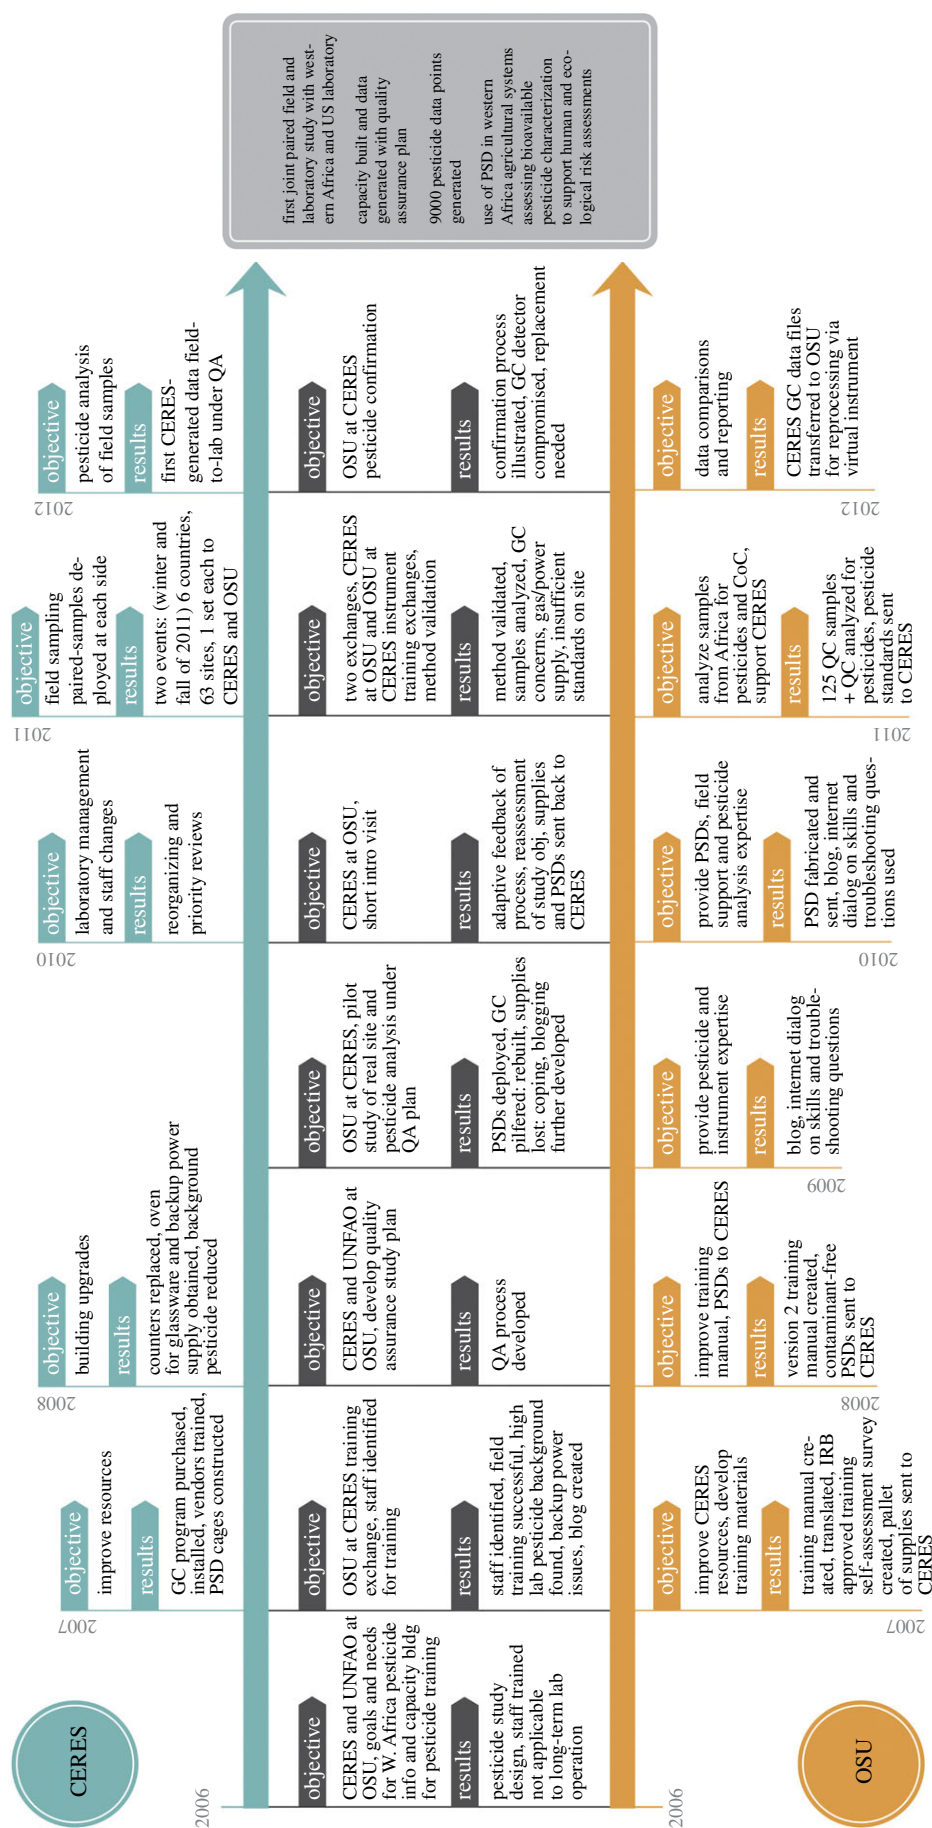 CERES
2006
2007
objective
improve resources
results
GC program purchased,
installed, vendors trained,
PSD cages constructed
2008
objective
building upgrades
results
counters replaced, oven
for glassware and backup power
supply obtained, background
pesticide reduced
2010
objective
laboratory management
and staff changes
results
reorganizing and
priority reviews
2011
objective
field sampling
paired-samples de-
ployed at each side
results
two events: (winter and
fall of 2011) 6 countries,
63 sites, 1 set each to
CERES and OSU
2012
objective
pesticide analysis
of field samples
results
first CERES-
generated data field-
to-lab under QA
objective
CERES and UNFAO at
OSU, goals and needs
for W. Africa pesticide
info and capacity bldg
for pesticide training
results
pesticide study
design, staff trained
not applicable
to long-term lab
operation
objective
OSU at CERES training
exchange, staff identified
for training
results
staff identified, field
training successful, high
lab pesticide background
found, backup power
issues, blog created
objective
CERES and UNFAO at
OSU, develop quality
assurance study plan
results
QA process
developed
objective
OSU at CERES, pilot
study of real site and
pesticide analysis under
QA plan
results
PSDs deployed, GC
pilfered: rebuilt, supplies
lost: coping, blogging
further developed
objective
CERES at OSU,
short intro visit
results
adaptive feedback of
process, reassessment
of study obj, supplies
and PSDs sent back to
CERES
objective
two exchanges, CERES
at OSU and OSU at
CERES instrument
training exchanges,
method validation
results
method validated,
samples analyzed, GC
concerns, gas/power
supply, insufficient
standards on site
objective
OSU at CERES
pesticide confirmation
results
confirmation process
illustrated, GC detector
compromised, replacement
needed
first joint paired field and
laboratory study with west-
ern Africa and US laboratory
capacity built and data
generated with quality
assurance plan
9000 pesticide data points
generated
use of PSD in western
Africa agricultural systems
assessing bioavailable
pesticide characterization
to support human and eco-
logical risk assessments
OSU
2006
2007
objective
improve CERES
resources, develop
training materials
results
training manual cre-
ated, translated, IRB
approved training
self-assessment survey
created, pallet
of supplies sent to
CERES
2008
objective
improve training
manual, PSDs to CERES
results
version 2 training
manual created,
contaminant-free
PSDs sent to
CERES
2009
objective
provide pesticide and
instrument expertise
results
blog, internet dialog
on skills and trouble-
shooting questions
2010
objective
provide PSDs, field
support and pesticide
analysis expertise
results
PSD fabricated and
sent, blog, internet
dialog on skills and
troubleshooting ques-
tions used
2011
objective
analyze samples
from Africa for
pesticides and CoC,
support CERES
results
125 QC samples
+ QC analyzed for
pesticides, pesticide
standards sent
to CERES
2012
objective
data comparisons
and reporting
results
CERES GC data files
transferred to OSU
for reprocessing via
virtual instrument